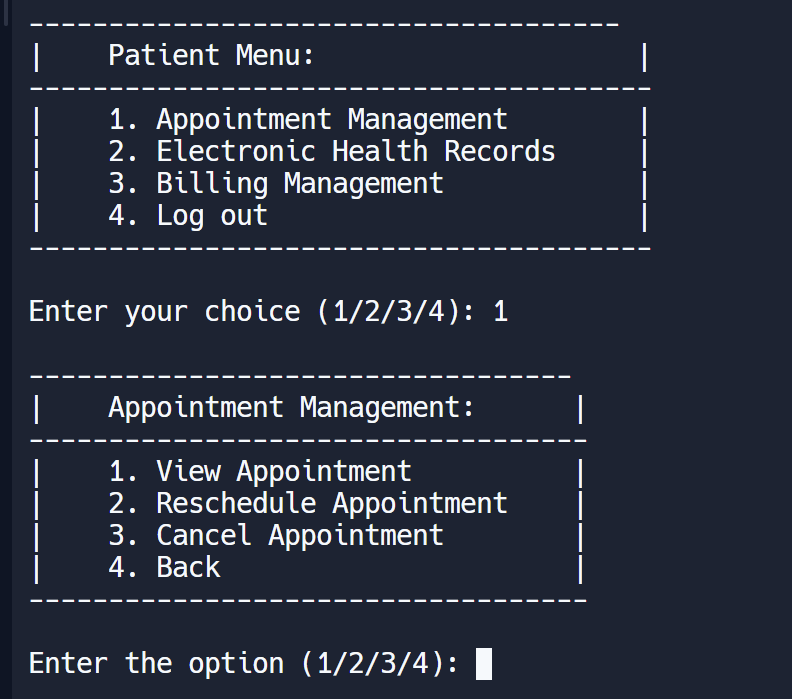 -------------------------------------
|    Patient Menu:                    |
---------------------------------------
|    1. Appointment Management        |
|    2. Electronic Health Records     |
|    3. Billing Management            |
|    4. Log out                       |
---------------------------------------
Enter your choice (1/2/3/4): 1
----------------------------------
|    Appointment Management:      |
-----------------------------------
|    1. View Appointment          |
|    2. Reschedule Appointment    |
|    3. Cancel Appointment        |
|    4. Back                      |
-----------------------------------
Enter the option (1/2/3/4):